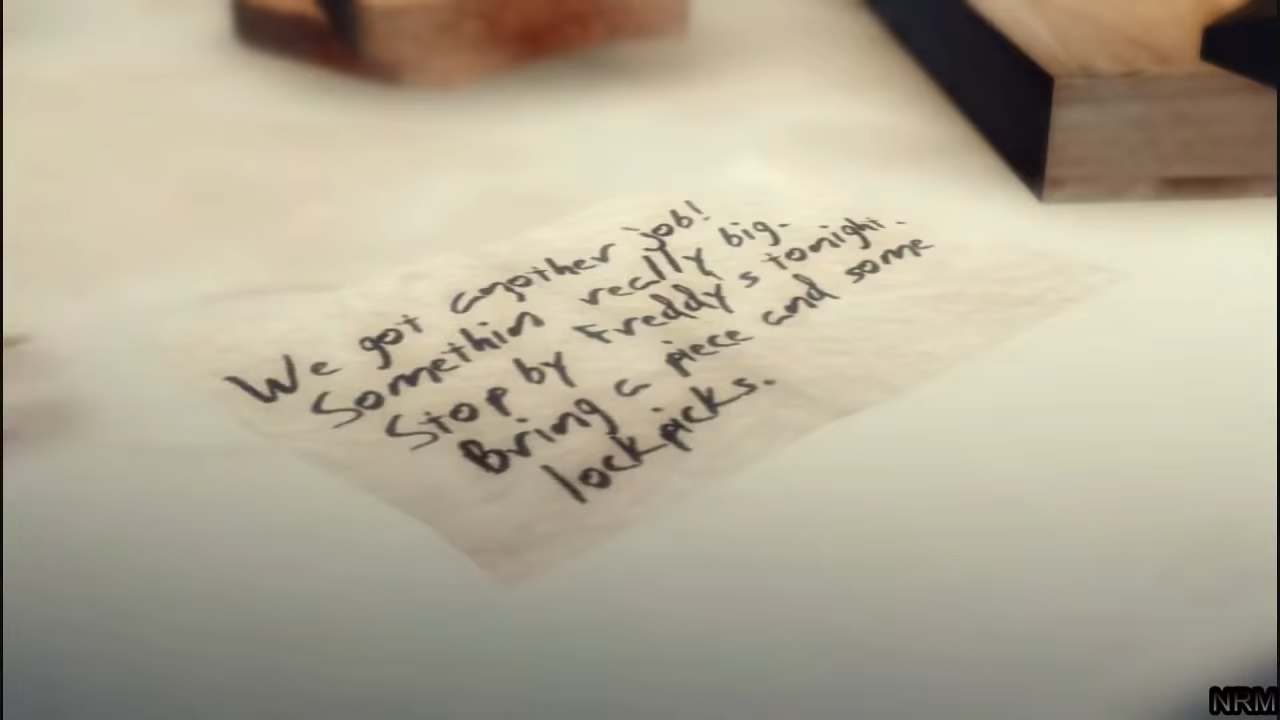 We got another job!
Somethin really big.
Stop by Freddy's tonight.
Bring a piece and some
lockpicks.
NRM